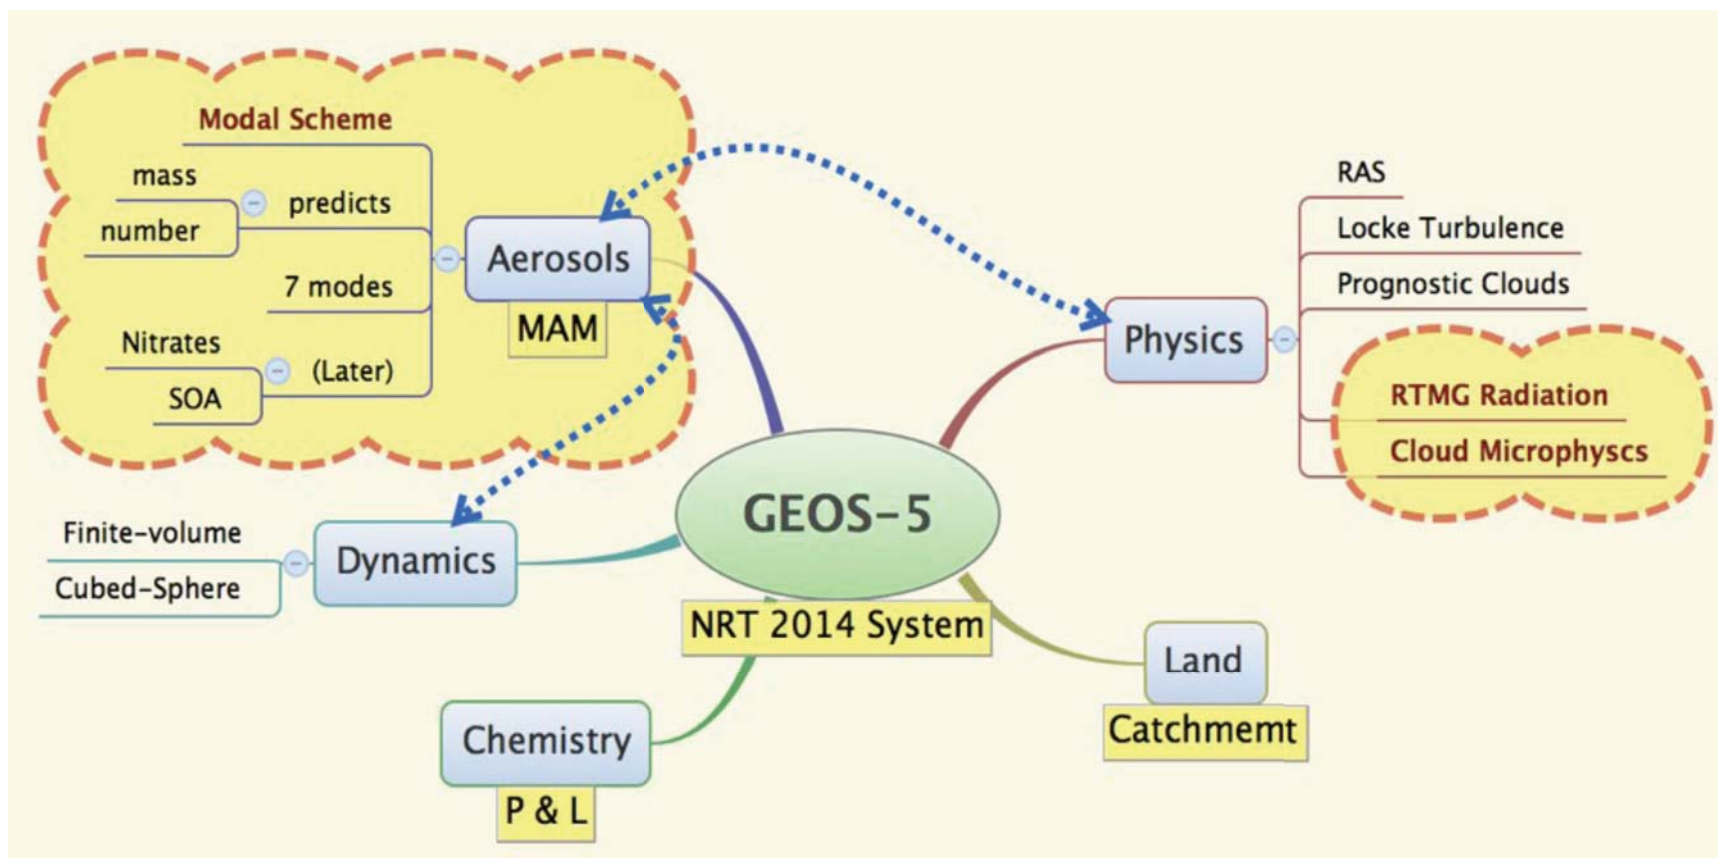 Modal Scheme
mass
number
predicts
7 modes
Nitrates
SOA
(Later)
Aerosols
MAM
RAS
Locke Turbulence
Prognostic Clouds
Physics
RTMG Radiation
Cloud Microphyscs
GEOS-5
NRT 2014 System
Finite-volume
Cubed-Sphere
Dynamics
Land
Catchmemt
Chemistry
P & L